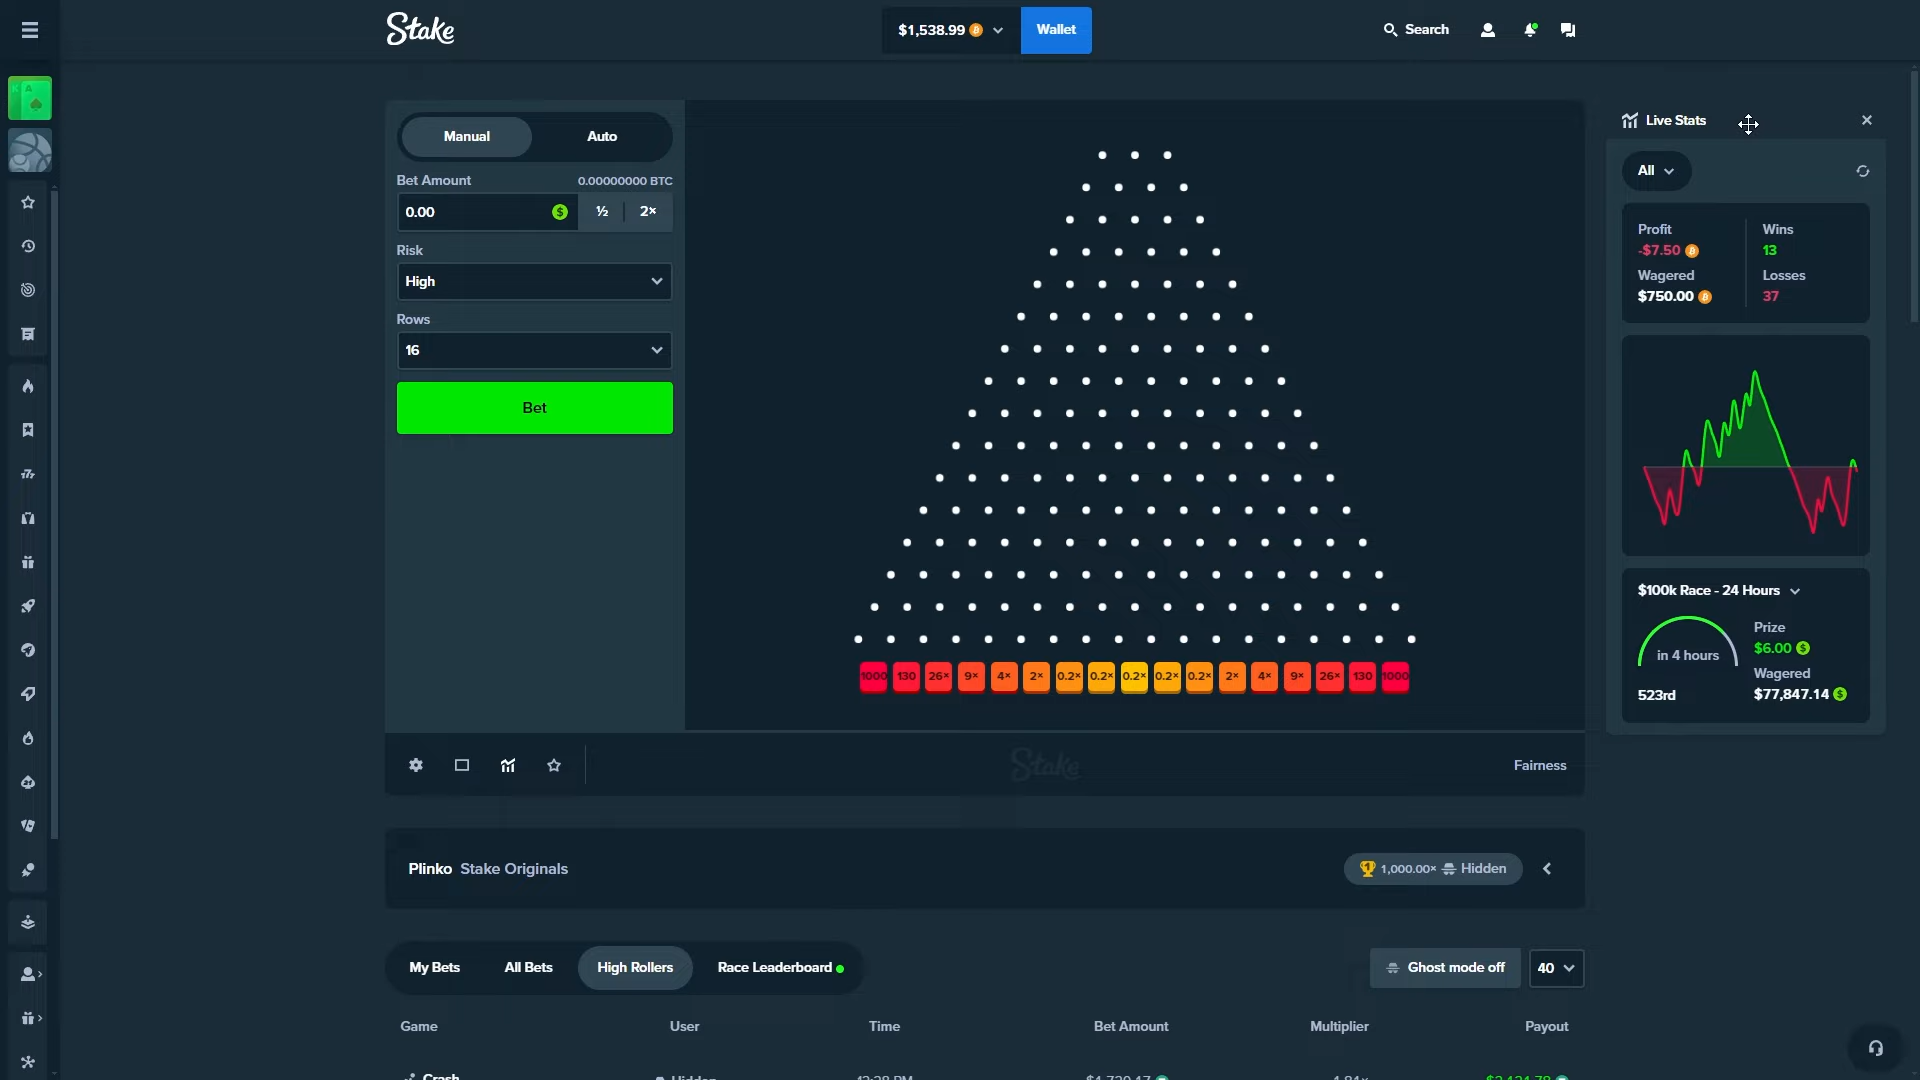 Stake
$1,538.99
Wallet
Search
Manual
Auto
Bet Amount
0.00000000 BTC
0.00
½
2×
Risk
High
Rows
16
Bet
1000
130
26×
9×
4×
2×
0.2×
0.2×
0.2×
0.2×
0.2×
2×
4×
9×
26×
130
1000
Live Stats
All
Profit
-$7.50
Wins
13
Wagered
$750.00
Losses
37
$100k Race - 24 Hours
in 4 hours
523rd
Prize
$6.00
Wagered
$77,847.14
Stake
Fairness
Plinko Stake Originals
1,000.00× Hidden
My Bets
All Bets
High Rollers
Race Leaderboard
Ghost mode off
40
Game
User
Time
Bet Amount
Multiplier
Payout
Crash
Hidden